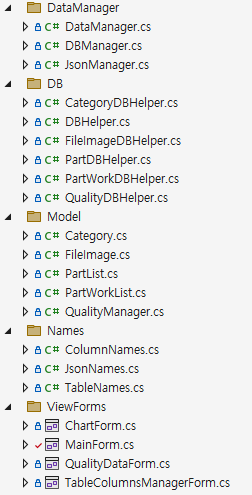 DataManager
C# DataManager.cs
C# DBManager.cs
C# JsonManager.cs
DB
C# CategoryDBHelper.cs
C# DBHelper.cs
C# FileImageDBHelper.cs
C# PartDBHelper.cs
C# PartWorkDBHelper.cs
C# QualityDBHelper.cs
Model
C# Category.cs
C# FileImage.cs
C# PartList.cs
C# PartWorkList.cs
C# QualityManager.cs
Names
C# ColumnNames.cs
C# JsonNames.cs
C# TableNames.cs
ViewForms
ChartForm.cs
MainForm.cs
QualityDataForm.cs
TableColumnsManagerForm.cs